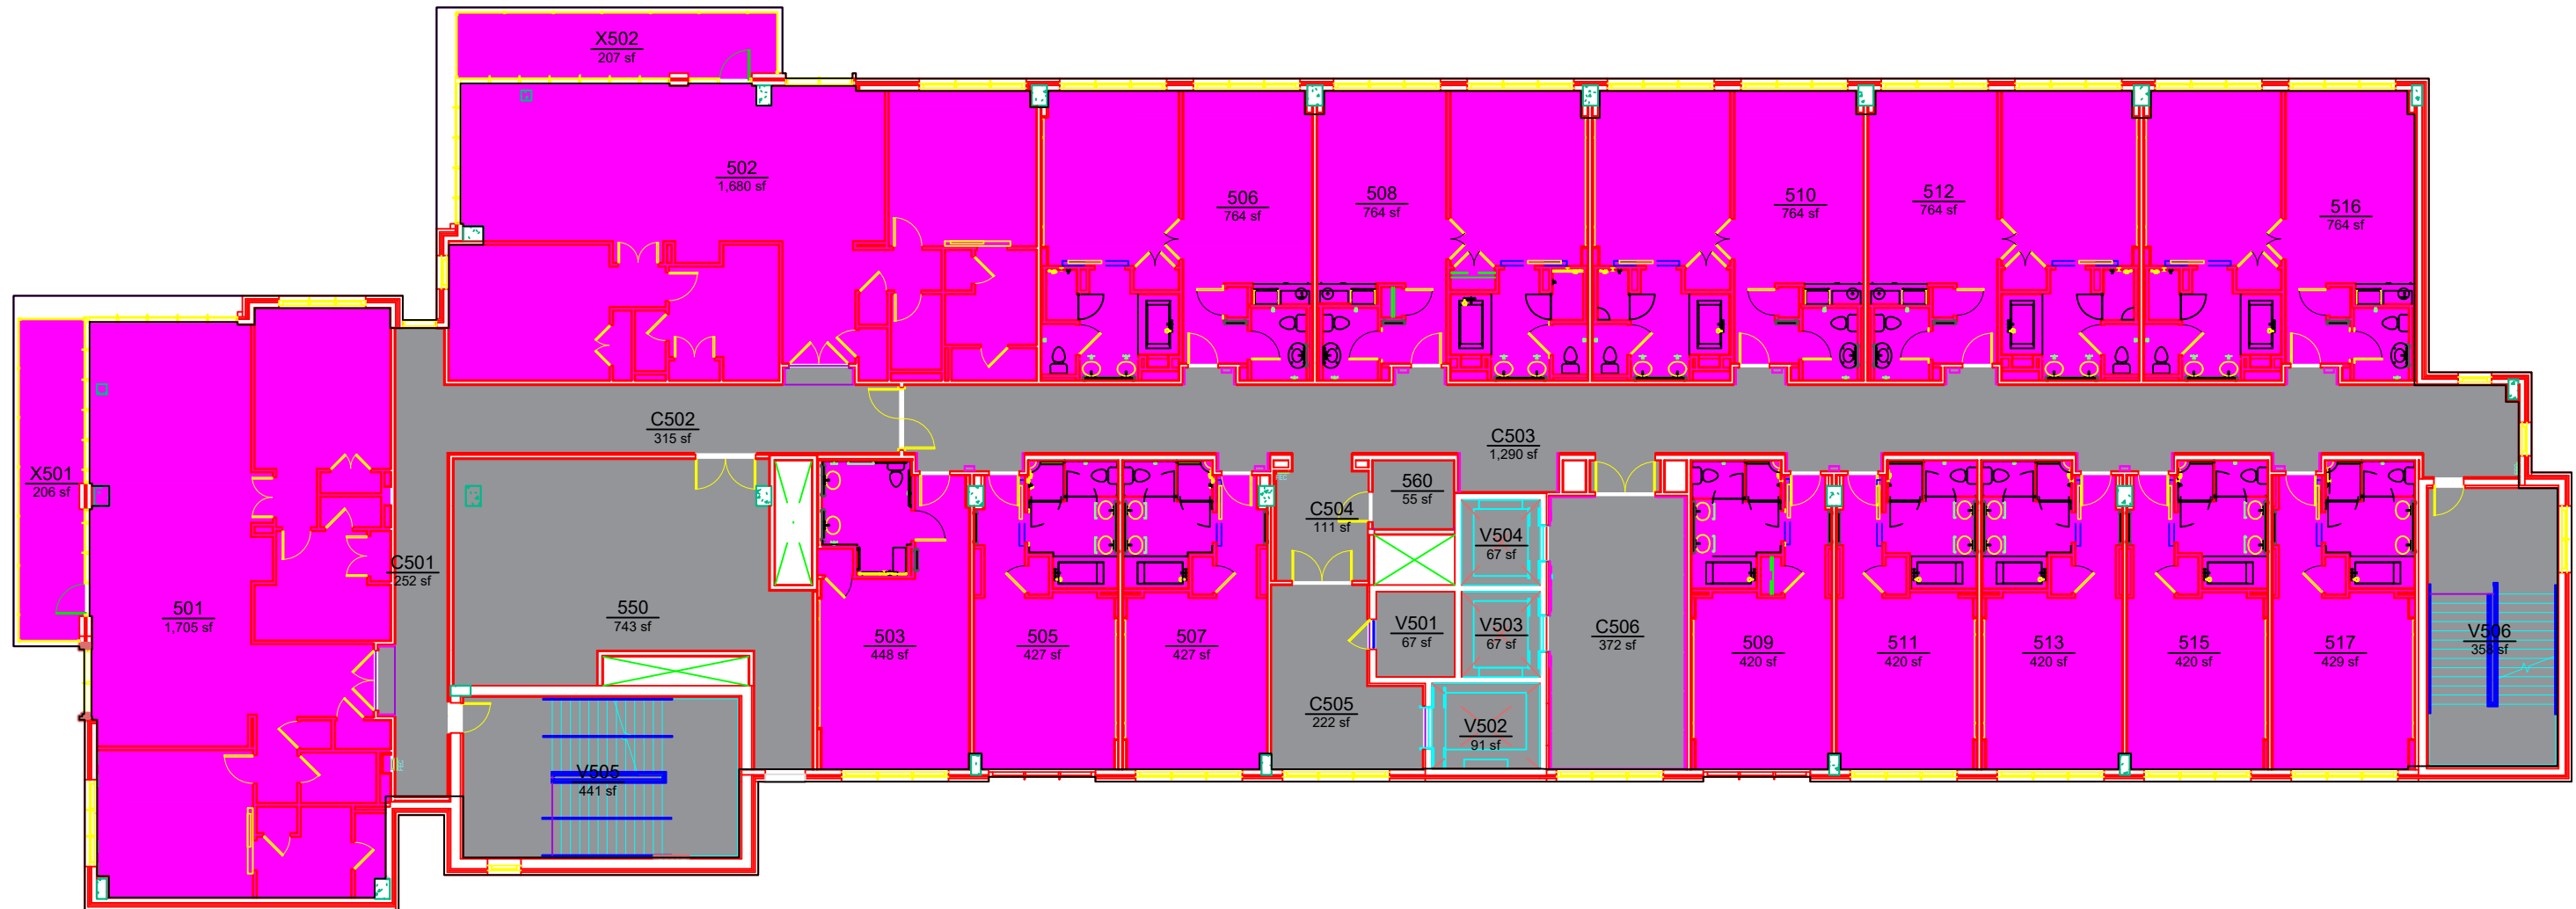 X502
207 sf
502
1,680 sf
506
764 sf
508
764 sf
510
764 sf
512
764 sf
516
764 sf
C502
315 sf
C503
1,290 sf
X501
206 sf
501
1,705 sf
C501
252 sf
550
743 sf
503
448 sf
505
427 sf
507
427 sf
C504
111 sf
560
55 sf
V504
67 sf
V501
67 sf
V503
67 sf
C506
372 sf
509
420 sf
511
420 sf
513
420 sf
515
420 sf
517
429 sf
V506
358 sf
C505
222 sf
V502
91 sf
V505
441 sf